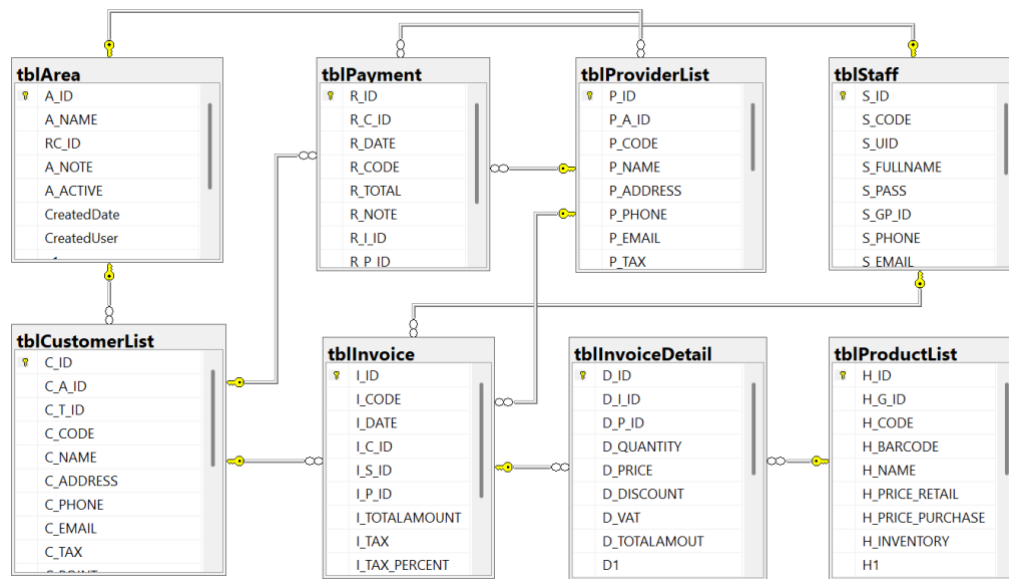 tblArea
A_ID
A_NAME
RC_ID
A_NOTE
A_ACTIVE
CreatedDate
CreatedUser
tblPayment
R_ID
R_C_ID
R_DATE
R_CODE
R_TOTAL
R_NOTE
R_I_ID
R_P_ID
tblProviderList
P_ID
P_A_ID
P_CODE
P_NAME
P_ADDRESS
P_PHONE
P_EMAIL
P_TAX
tblStaff
S_ID
S_CODE
S_UID
S_FULLNAME
S_PASS
S_GP_ID
S_PHONE
S_EMAIL
tblCustomerList
C_ID
C_A_ID
C_T_ID
C_CODE
C_NAME
C_ADDRESS
C_PHONE
C_EMAIL
C_TAX
tblInvoice
I_ID
I_CODE
I_DATE
I_C_ID
I_S_ID
I_P_ID
I_TOTALAMOUNT
I_TAX
I_TAX_PERCENT
tblInvoiceDetail
D_ID
D_I_ID
D_P_ID
D_QUANTITY
D_PRICE
D_DISCOUNT
D_VAT
D_TOTALAMOUT
D1
tblProductList
H_ID
H_G_ID
H_CODE
H_BARCODE
H_NAME
H_PRICE_RETAIL
H_PRICE_PURCHASE
H_INVENTORY
H1